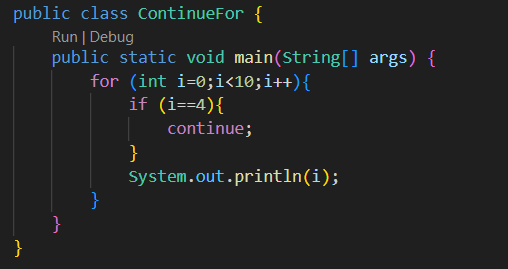 public class ContinueFor {
Run | Debug
public static void main(String[] args) {
for (int i=0;i<10;i++){
if (i==4){
continue;
}
System.out.println(i);
}
}
}